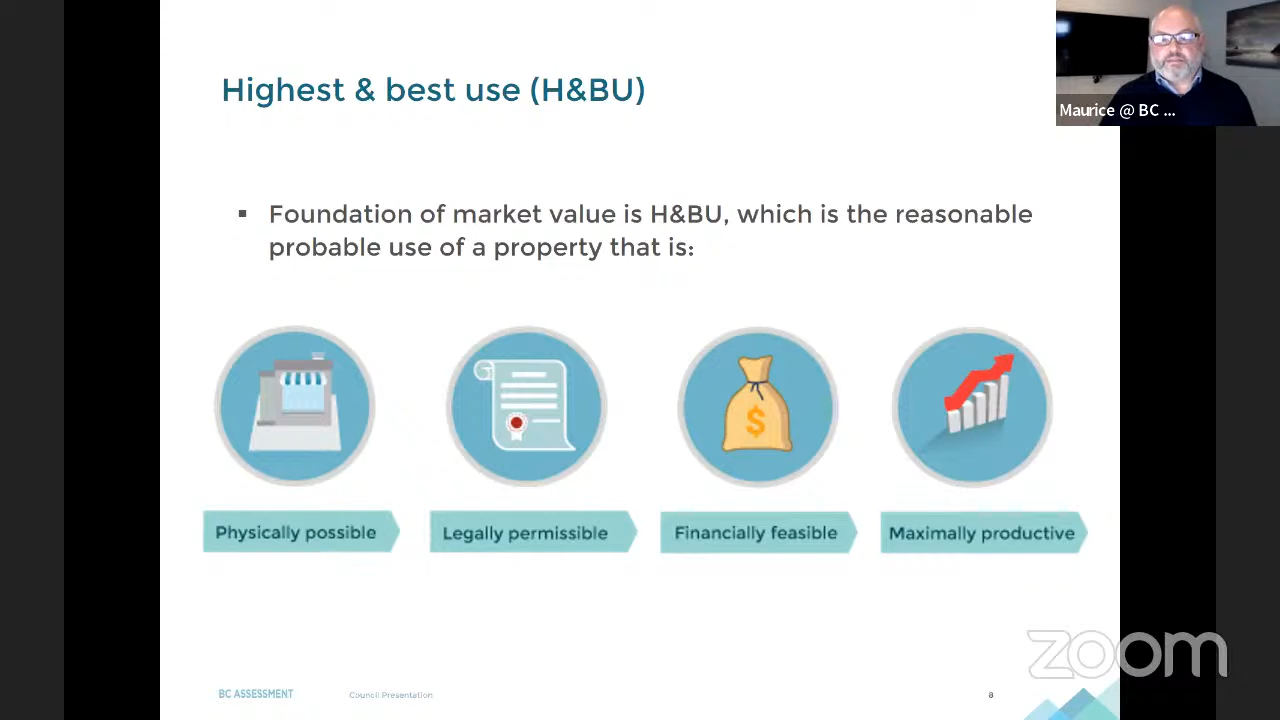 Highest & best use (H&BU)
Maurice @ BC ...
▪ Foundation of market value is H&BU, which is the reasonable
probable use of a property that is:
$
Physically possible
Legally permissible
Financially feasible
Maximally productive
zoom
BC ASSESSMENT
Council Presentation
8